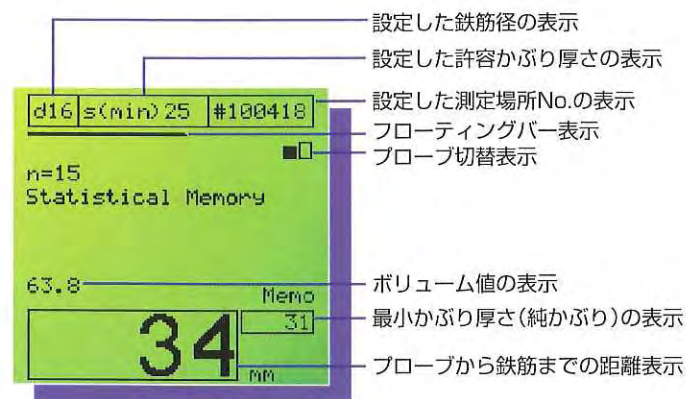 設定した鉄筋径の表示
設定した許容かぶり厚さの表示
d16 s(min)25 #100418
設定した測定場所No.の表示
フローティングバー表示
プローブ切替表示
n=15
Statistical Memory
63.8
ボリューム値の表示
Memo
31
最小かぶり厚さ(純かぶり)の表示
34
mm
プローブから鉄筋までの距離表示